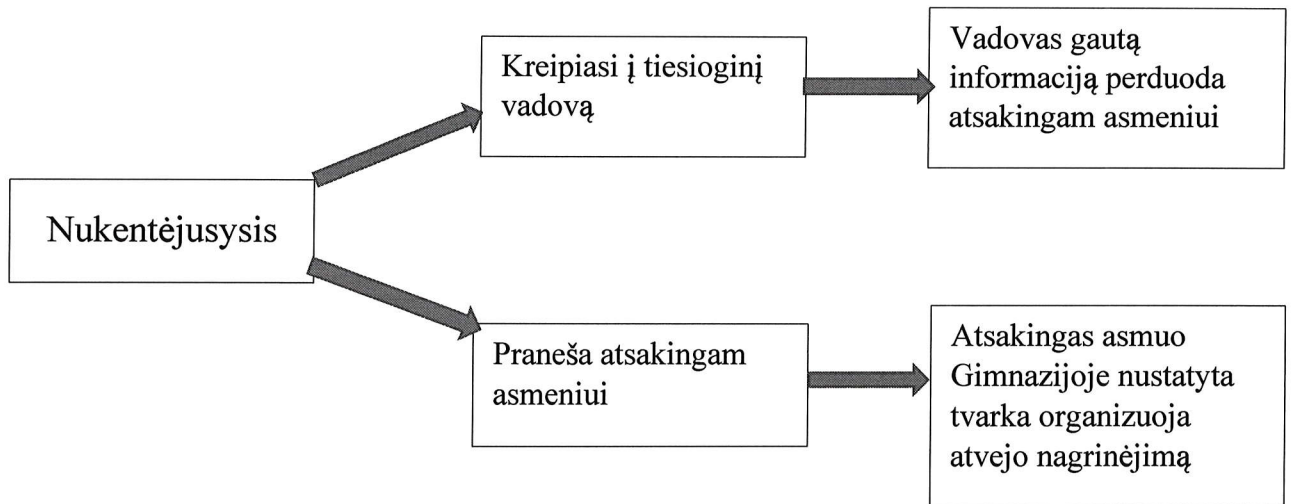 Nukentėjusysis
Kreipiasi į tiesioginį
vadovą
Vadovas gautą
informaciją perduoda
atsakingam asmeniui
Praneša atsakingam
asmeniui
Atsakingas asmuo
Gimnazijoje nustatyta
tvarka organizuoja
atvejo nagrinėjimą